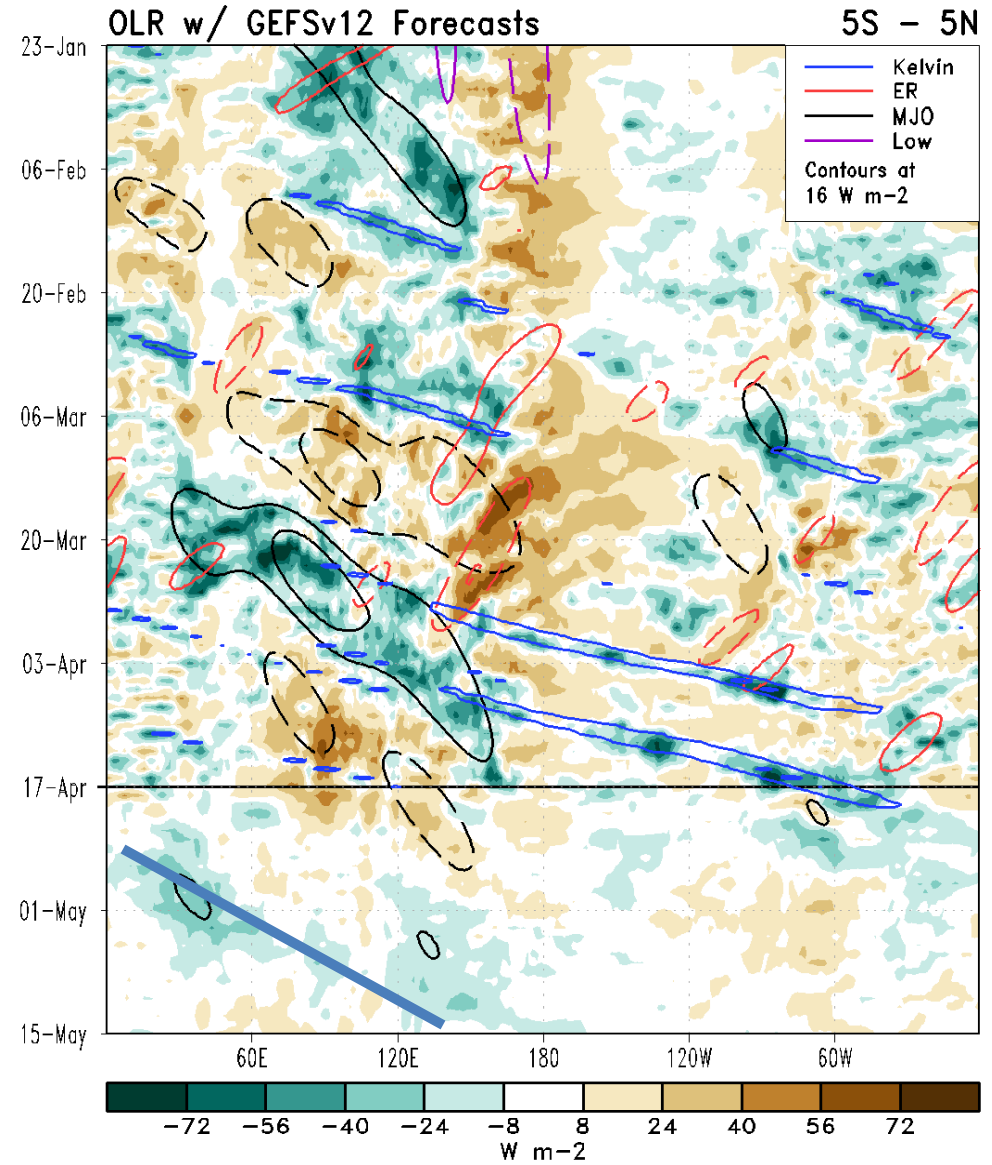 OLR w/ GEFSv12 Forecasts 5S - 5N
23-Jan
06-Feb
20-Feb
06-Mar
20-Mar
03-Apr
17-Apr
01-May
15-May
Kelvin
ER
MJO
Low
Contours at
16 W m-2
60E 120E 180 120W 60W
-72 -56 -40 -24 -8 8 24 40 56 72
W m-2